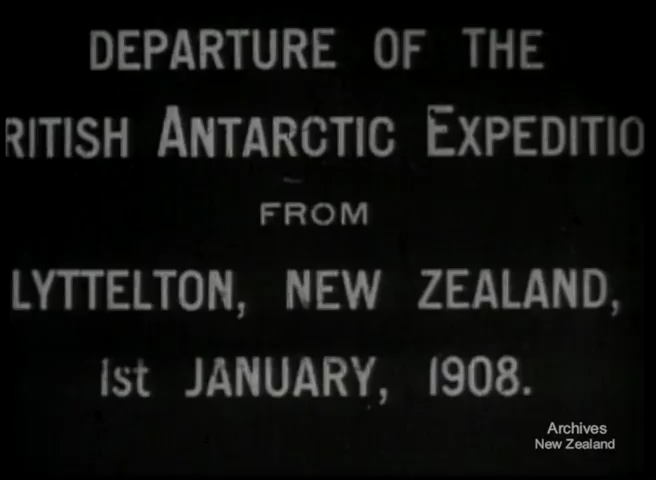 DEPARTURE OF THE
RITISH ANTARCTIC EXPEDITIO
FROM
LYTTELTON, NEW ZEALAND,
1st JANUARY, 1908.
Archives
New Zealand